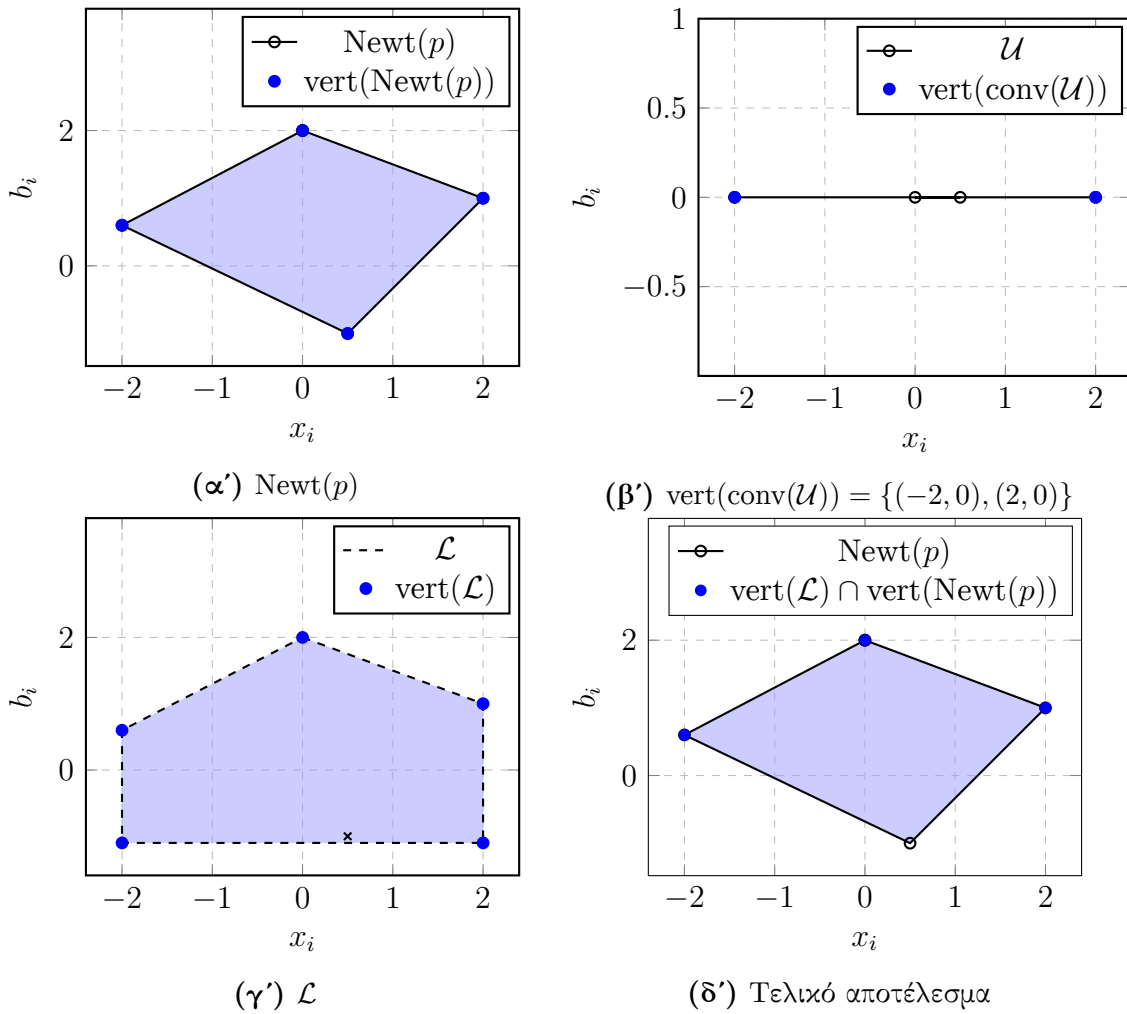 Newt(p)
vert(Newt(p))
b_i
2
0
−2 −1 0 1 2
x_i
(α΄) Newt(p)
𝒰
vert(conv(𝒰))
b_i
1
0.5
0
−0.5
−2 −1 0 1 2
x_i
(β΄) vert(conv(𝒰)) = {(−2, 0), (2, 0)}
ℒ
vert(ℒ)
b_i
2
0
−2 −1 0 1 2
x_i
(γ΄) ℒ
Newt(p)
vert(ℒ) ∩ vert(Newt(p))
b_i
2
0
−2 −1 0 1 2
x_i
(δ΄) Τελικό αποτέλεσμα